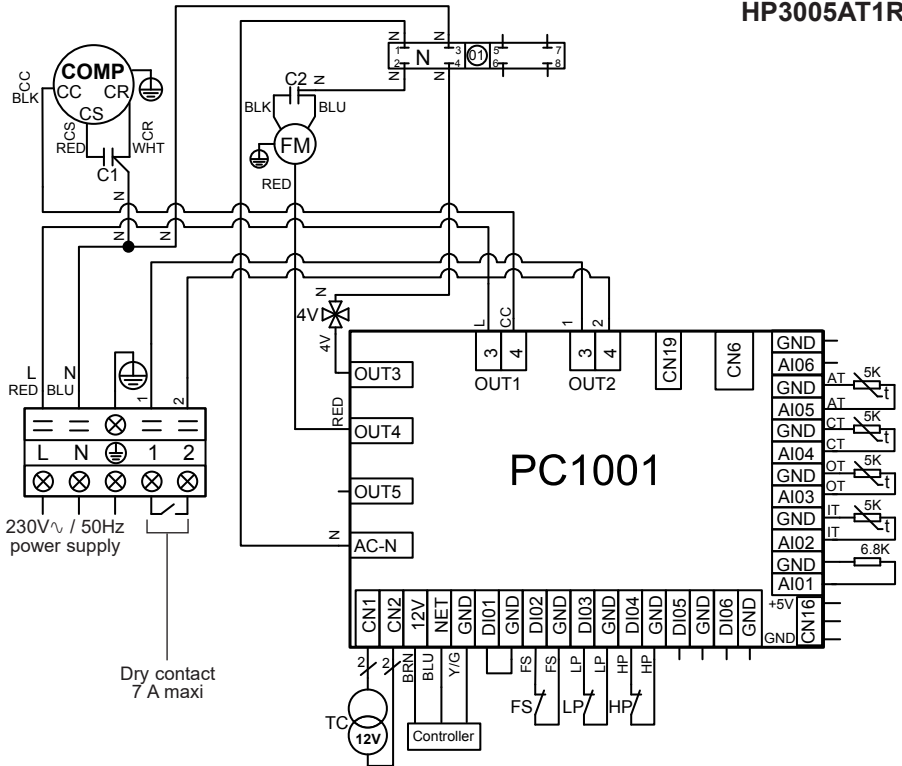 HP3005AT1R
COMP
CC
CR
CS
CC
BLK
CS
RED
CR
WHT
C1
N
N
N
N
N
C2
N
BLK
BLU
FM
RED
N
N
1
3
2
4
N
01
5
7
6
8
N
N
N
4V
4V
L
CC
1
2
3
4
OUT1
3
4
OUT2
CN19
CN6
OUT3
RED
OUT4
OUT5
N
AC-N
PC1001
GND
AI06
GND
AI05
GND
AI04
GND
AI03
GND
AI02
GND
AI01
+5V
GND
CN16
AT
AT
5K
t
CT
CT
5K
t
OT
OT
5K
t
IT
IT
5K
t
6.8K
L
RED
N
BLU
1
2
L N 1 2
230V∿ / 50Hz
power supply
Dry contact
7 A maxi
CN1
CN2
12V
NET
GND
DI01
GND
DI02
GND
DI03
GND
DI04
GND
DI05
GND
DI06
GND
2
2
BRN
BLU
Y/G
FS
FS
LP
LP
HP
HP
TC
12V
Controller
FS
LP
HP